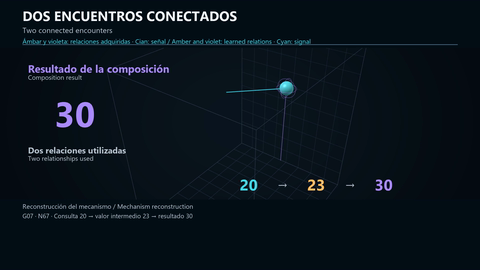 DOS ENCUENTROS CONECTADOS
Two connected encounters
Ámbar y violeta: relaciones adquiridas · Cian: señal / Amber and violet: learned relations · Cyan: signal
Resultado de la composición
Composition result
30
Dos relaciones utilizadas
Two relationships used
20 → 23 → 30
Reconstrucción del mecanismo / Mechanism reconstruction
G07 · N67 · Consulta 20 → valor intermedio 23 → resultado 30